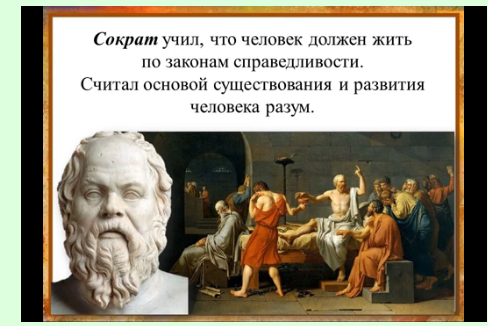 Сократ учил, что человек должен жить
по законам справедливости.
Считал основой существования и развития
человека разум.